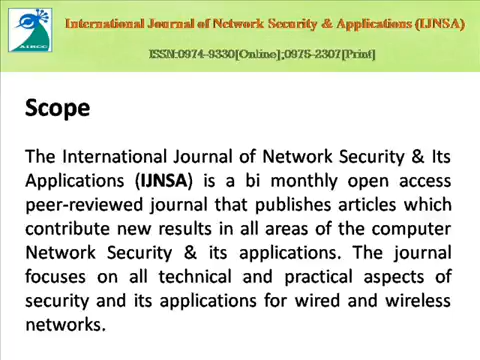 International Journal of Network Security & Applications (IJNSA)
ISSN:0974-9330[Online];0975-2307[Print]
AIRCC
Scope
The International Journal of Network Security & Its
Applications (IJNSA) is a bi monthly open access
peer-reviewed journal that publishes articles which
contribute new results in all areas of the computer
Network Security & its applications. The journal
focuses on all technical and practical aspects of
security and its applications for wired and wireless
networks.